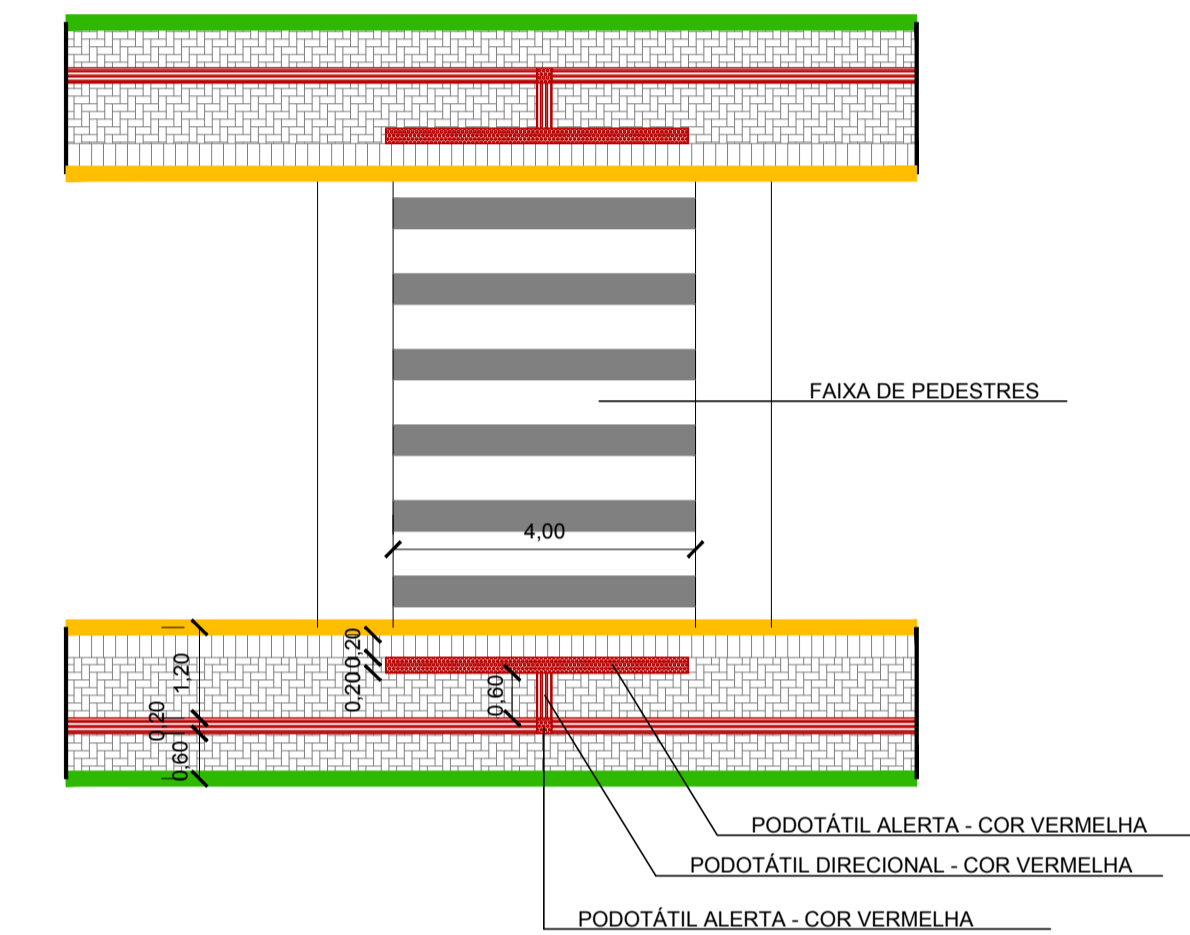 FAIXA DE PEDESTRES
4,00
0,20
1,20
0,20
0,60
0,20
0,60
PODOTÁTIL ALERTA - COR VERMELHA
PODOTÁTIL DIRECIONAL - COR VERMELHA
PODOTÁTIL ALERTA - COR VERMELHA